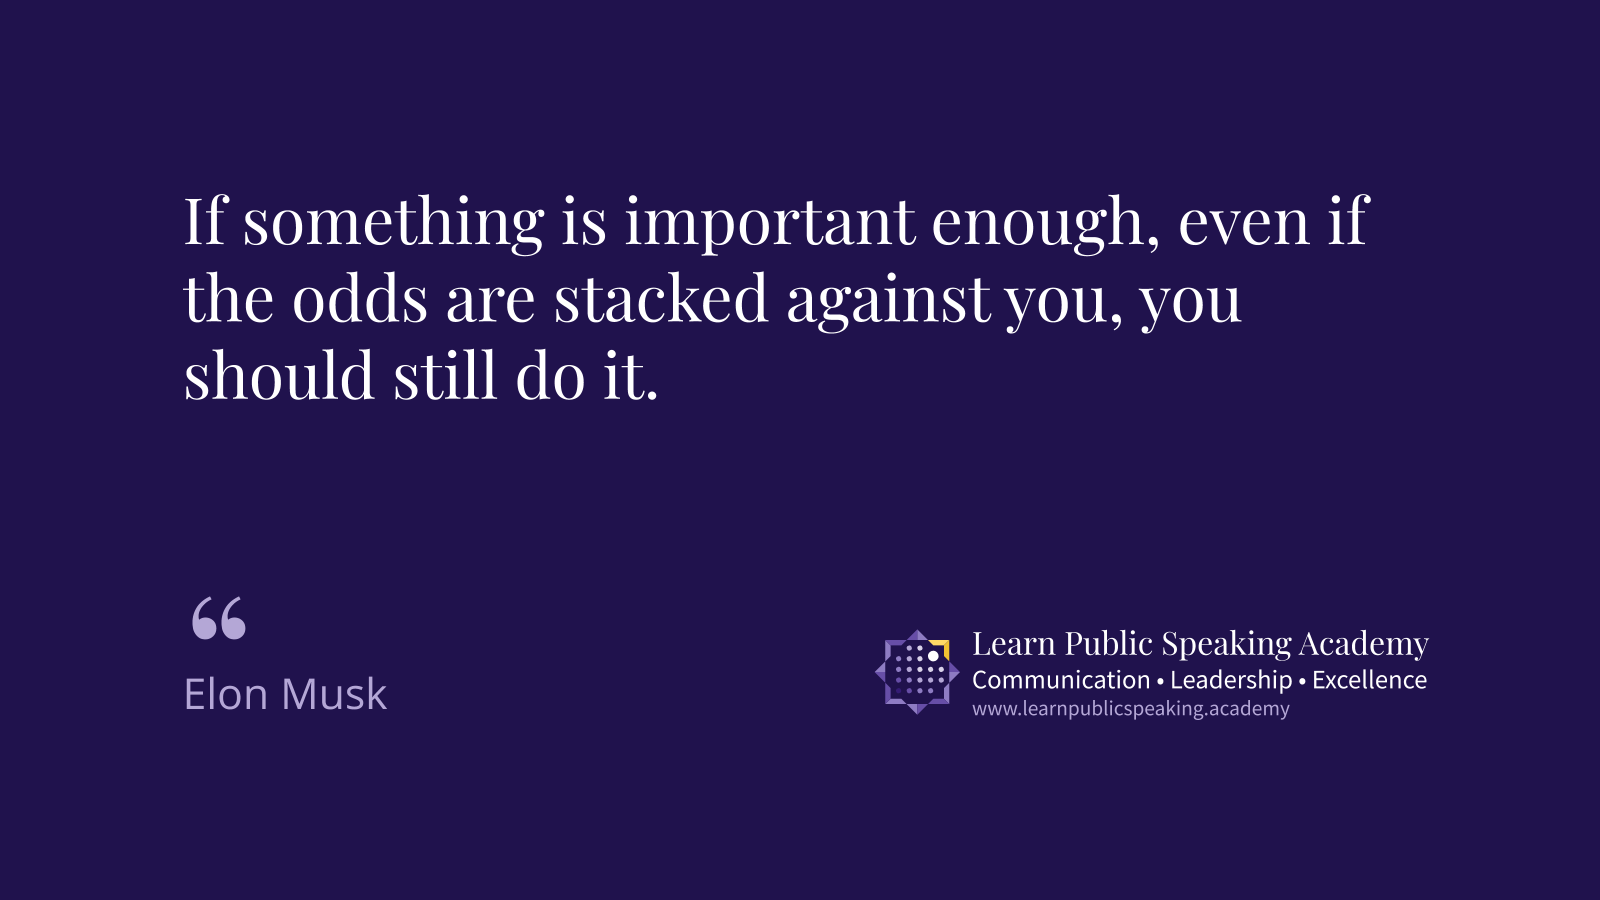 If something is important enough, even if
the odds are stacked against you, you
should still do it.
“
Elon Musk
Learn Public Speaking Academy
Communication • Leadership • Excellence
www.learnpublicspeaking.academy